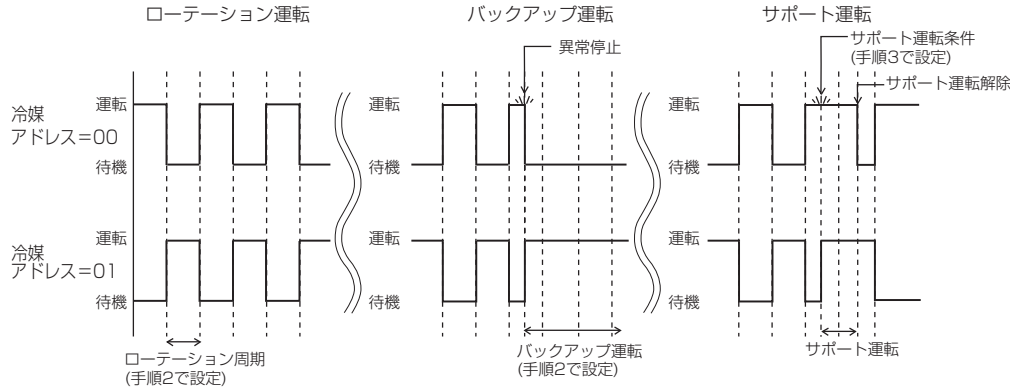 ローテーション運転
バックアップ運転
サポート運転
異常停止
サポート運転条件
(手順3で設定)
サポート運転解除
冷媒
アドレス=00
運転
待機
運転
待機
運転
待機
冷媒
アドレス=01
運転
待機
運転
待機
運転
待機
ローテーション周期
(手順2で設定)
バックアップ運転
(手順2で設定)
サポート運転